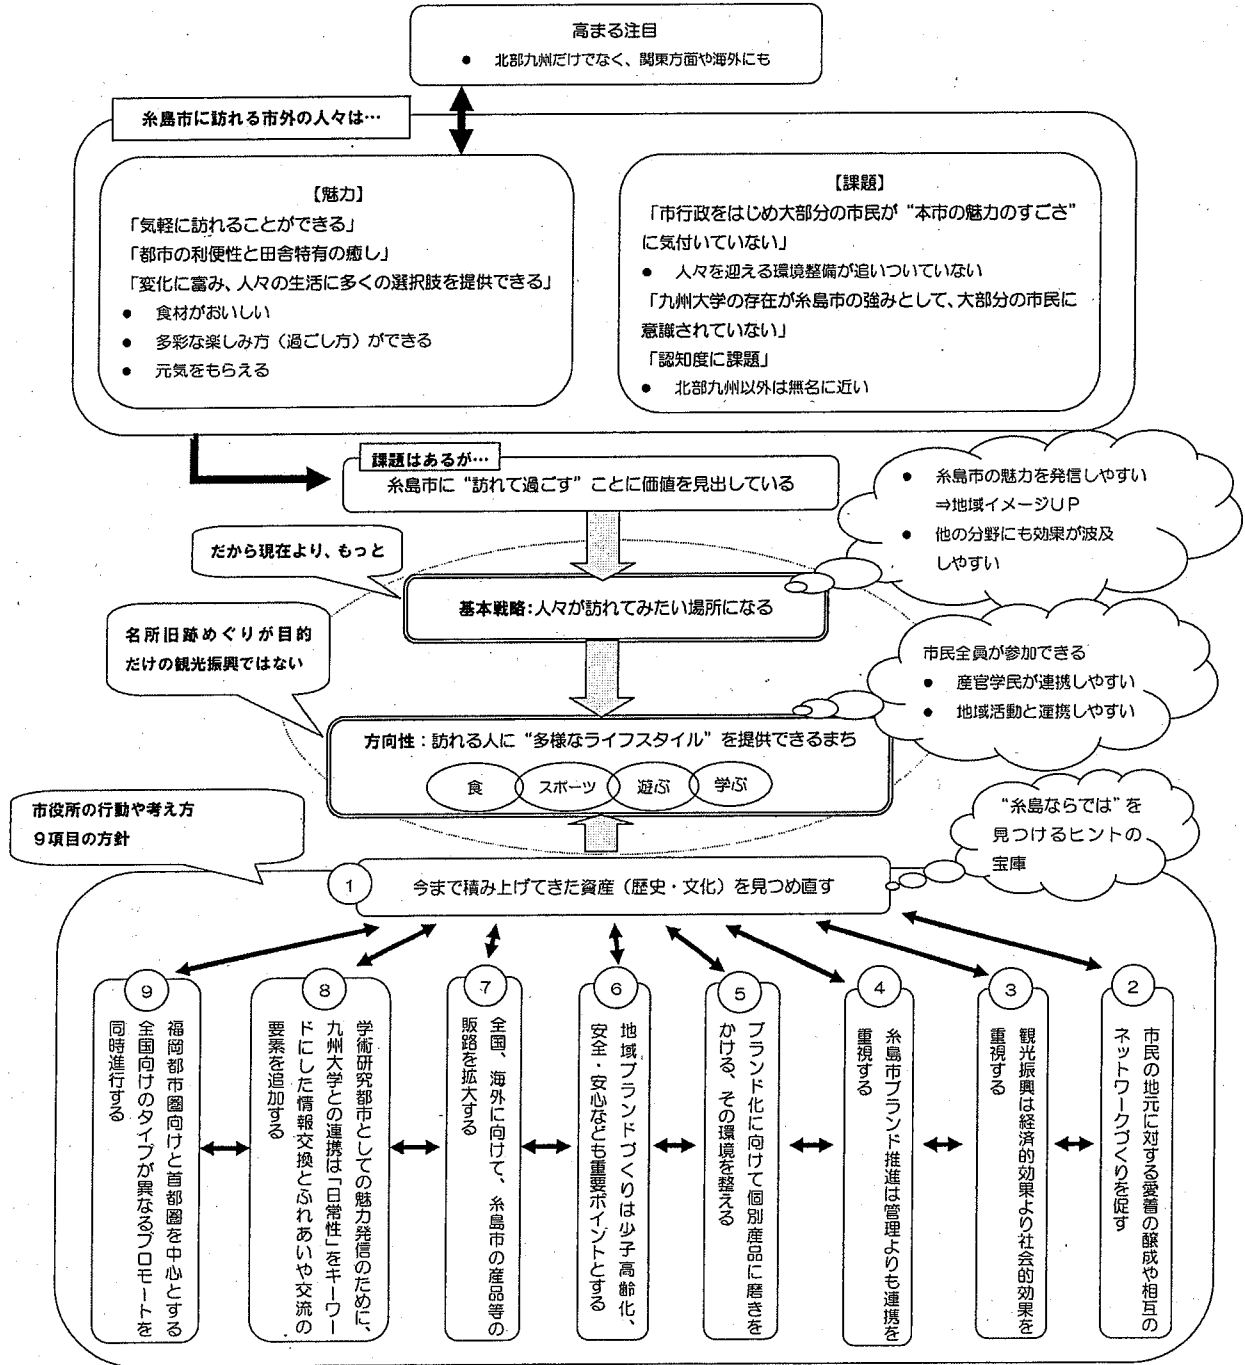 高まる注目
● 北部九州だけでなく、関東方面や海外にも
糸島市に訪れる市外の人々は…
【魅力】
「気軽に訪れることができる」
「都市の利便性と田舎特有の癒し」
「変化に富み、人々の生活に多くの選択肢を提供できる」
● 食材がおいしい
● 多彩な楽しみ方（過ごし方）ができる
● 元気をもらえる
【課題】
「市行政をはじめ大部分の市民が“本市の魅力のすごさ”
に気付いていない」
● 人々を迎える環境整備が追いついていない
「九州大学の存在が糸島市の強みとして、大部分の市民に
意識されていない」
「認知度に課題」
● 北部九州以外は無名に近い
課題はあるが…
糸島市に“訪れて過ごす”ことに価値を見出している
● 糸島市の魅力を発信しやすい
⇒地域イメージUP
● 他の分野にも効果が波及
しやすい
だから現在より、もっと
基本戦略:人々が訪れてみたい場所になる
名所旧跡めぐりが目的
だけの観光振興ではない
市民全員が参加できる
● 産官学民が連携しやすい
● 地域活動と連携しやすい
方向性：訪れる人に“多様なライフスタイル”を提供できるまち
食
スポーツ
遊ぶ
学ぶ
市役所の行動や考え方
９項目の方針
“糸島ならでは”を
見つけるヒントの
宝庫
1
今まで積み上げてきた資産（歴史・文化）を見つめ直す
2
市民の地元に対する愛着の醸成や相互の
ネットワークづくりを促す
3
観光振興は経済的効果より社会的効果を
重視する
4
糸島市ブランド推進は管理よりも連携を
重視する
5
ブランド化に向けて個別産品に磨きを
かける、その環境を整える
6
地域ブランドづくりは少子高齢化、
安全・安心なども重要ポイントとする
7
全国、海外に向けて、糸島市の産品等の
販路を拡大する
8
学術研究都市としての魅力発信のために、
九州大学との連携は「日常性」をキーワー
ドにした情報交換とふれあいや交流の
要素を追加する
9
福岡都市圏向けと首都圏を中心とする
全国向けのタイプが異なるプロモートを
同時進行する